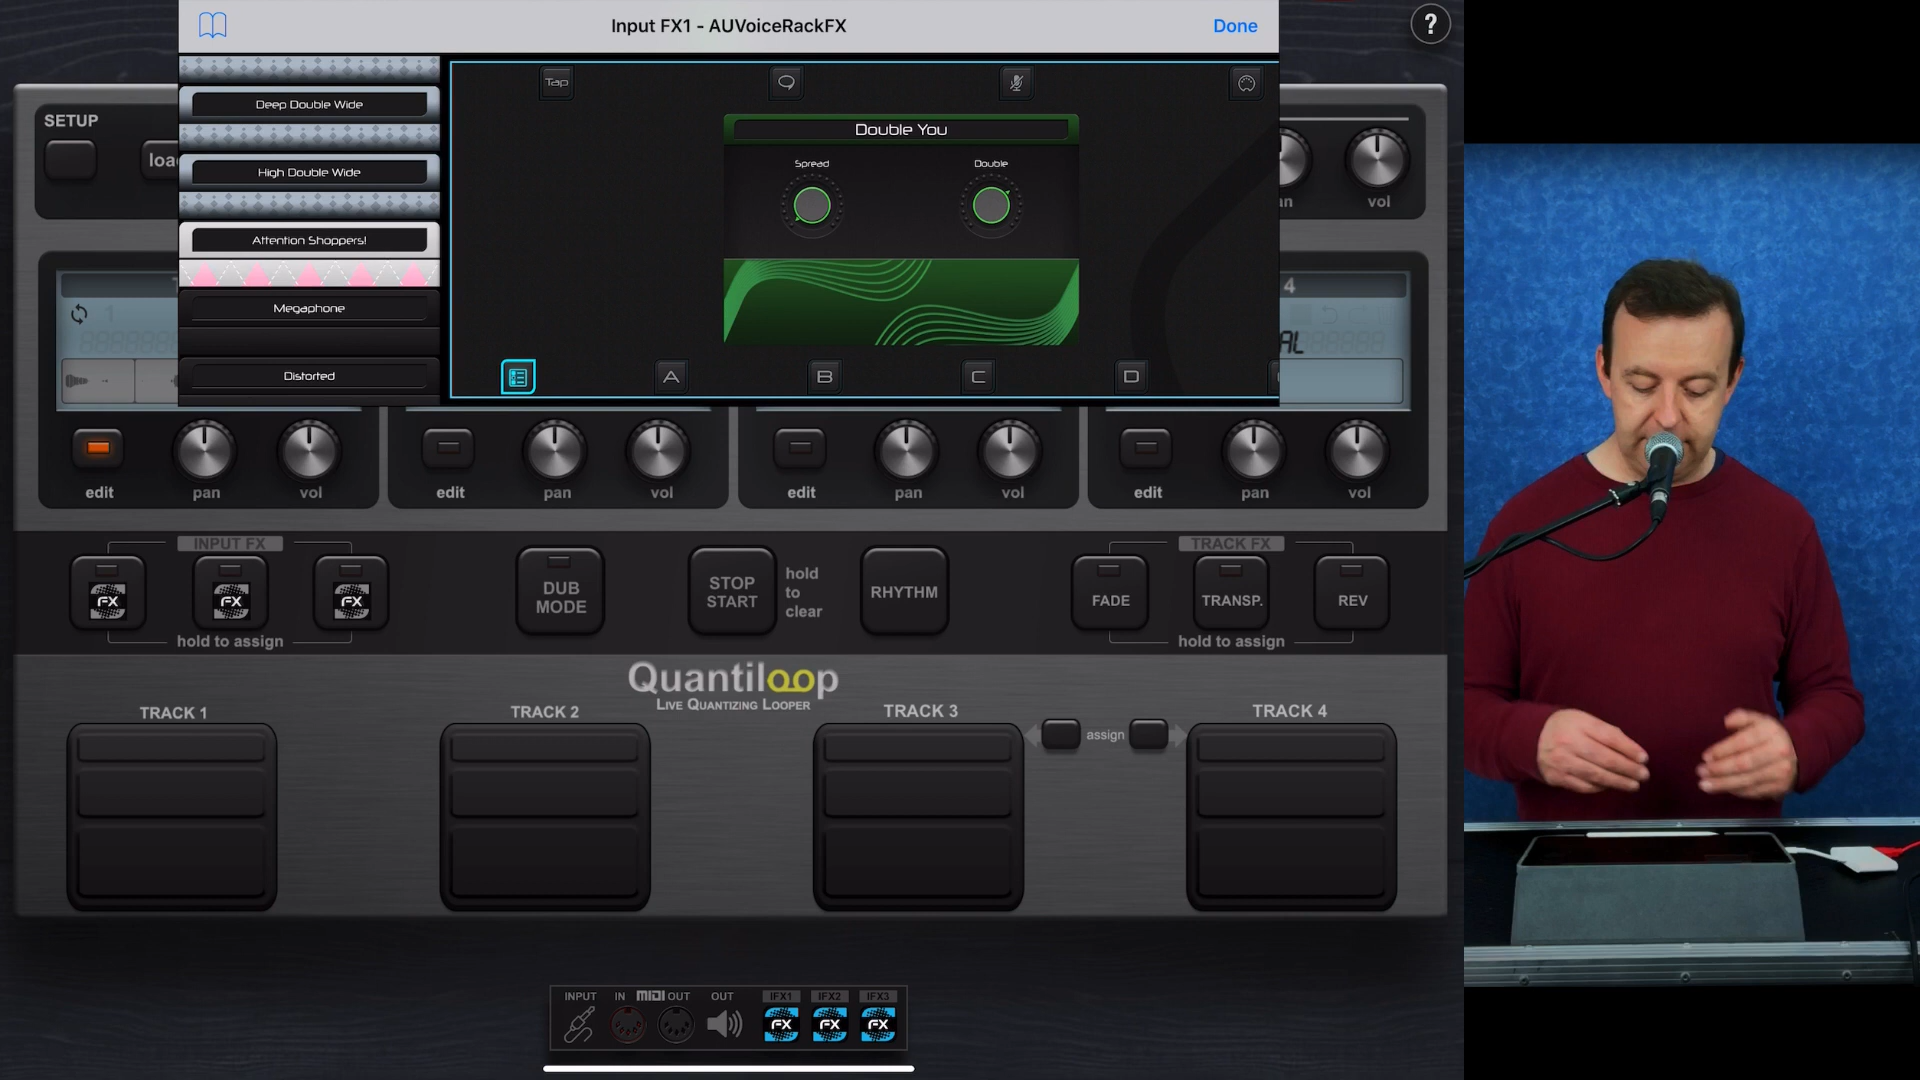 Input FX1 - AUVoiceRackFX
Done
?
SETUP
Deep Double Wide
High Double Wide
Attention Shoppers!
Megaphone
Distorted
Tap
Double You
Spread
Double
A
B
C
D
vol
4
1
edit
pan
vol
edit
pan
vol
edit
pan
vol
edit
pan
vol
INPUT FX
FX
FX
FX
hold to assign
DUB
MODE
STOP
START
hold
to
clear
RHYTHM
TRACK FX
FADE
TRANSP.
REV
hold to assign
Quantiloop
LIVE QUANTIZING LOOPER
TRACK 1
TRACK 2
TRACK 3
TRACK 4
assign
INPUT
IN
MIDI
OUT
OUT
IFX1
IFX2
IFX3
FX
FX
FX